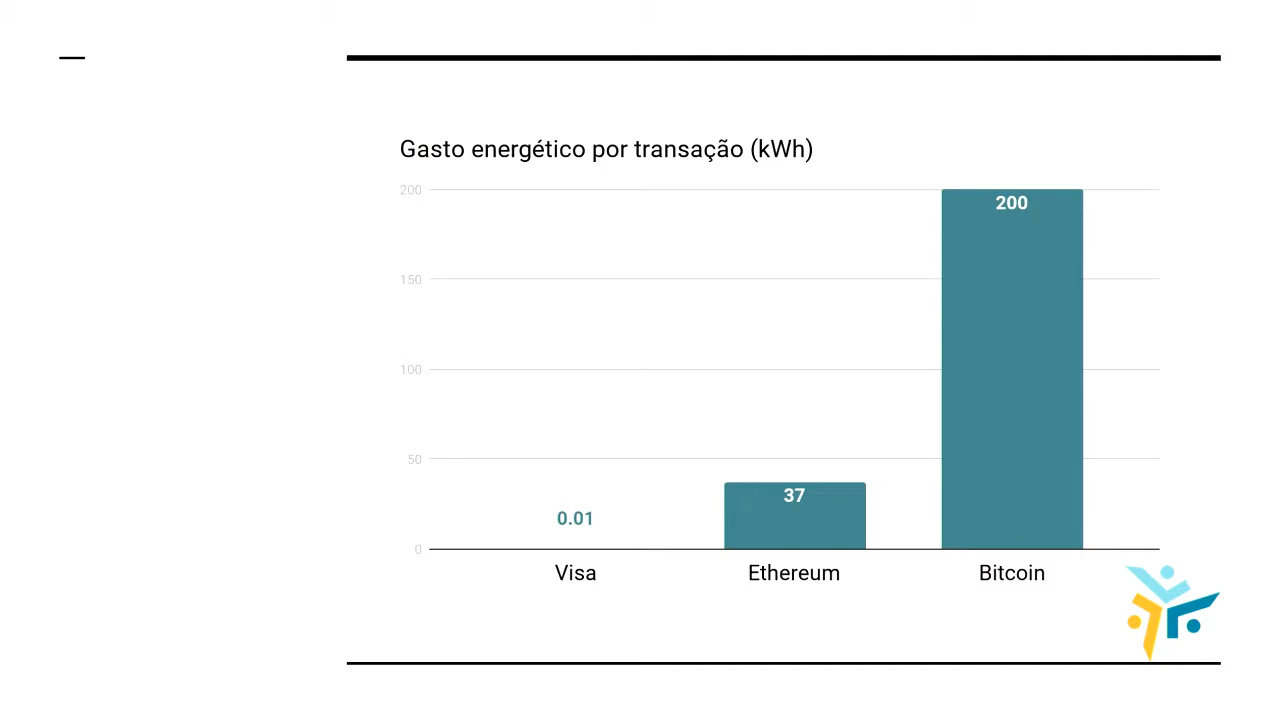 Gasto energético por transação (kWh)
200
200
150
100
50
37
0.01
0
Visa
Ethereum
Bitcoin